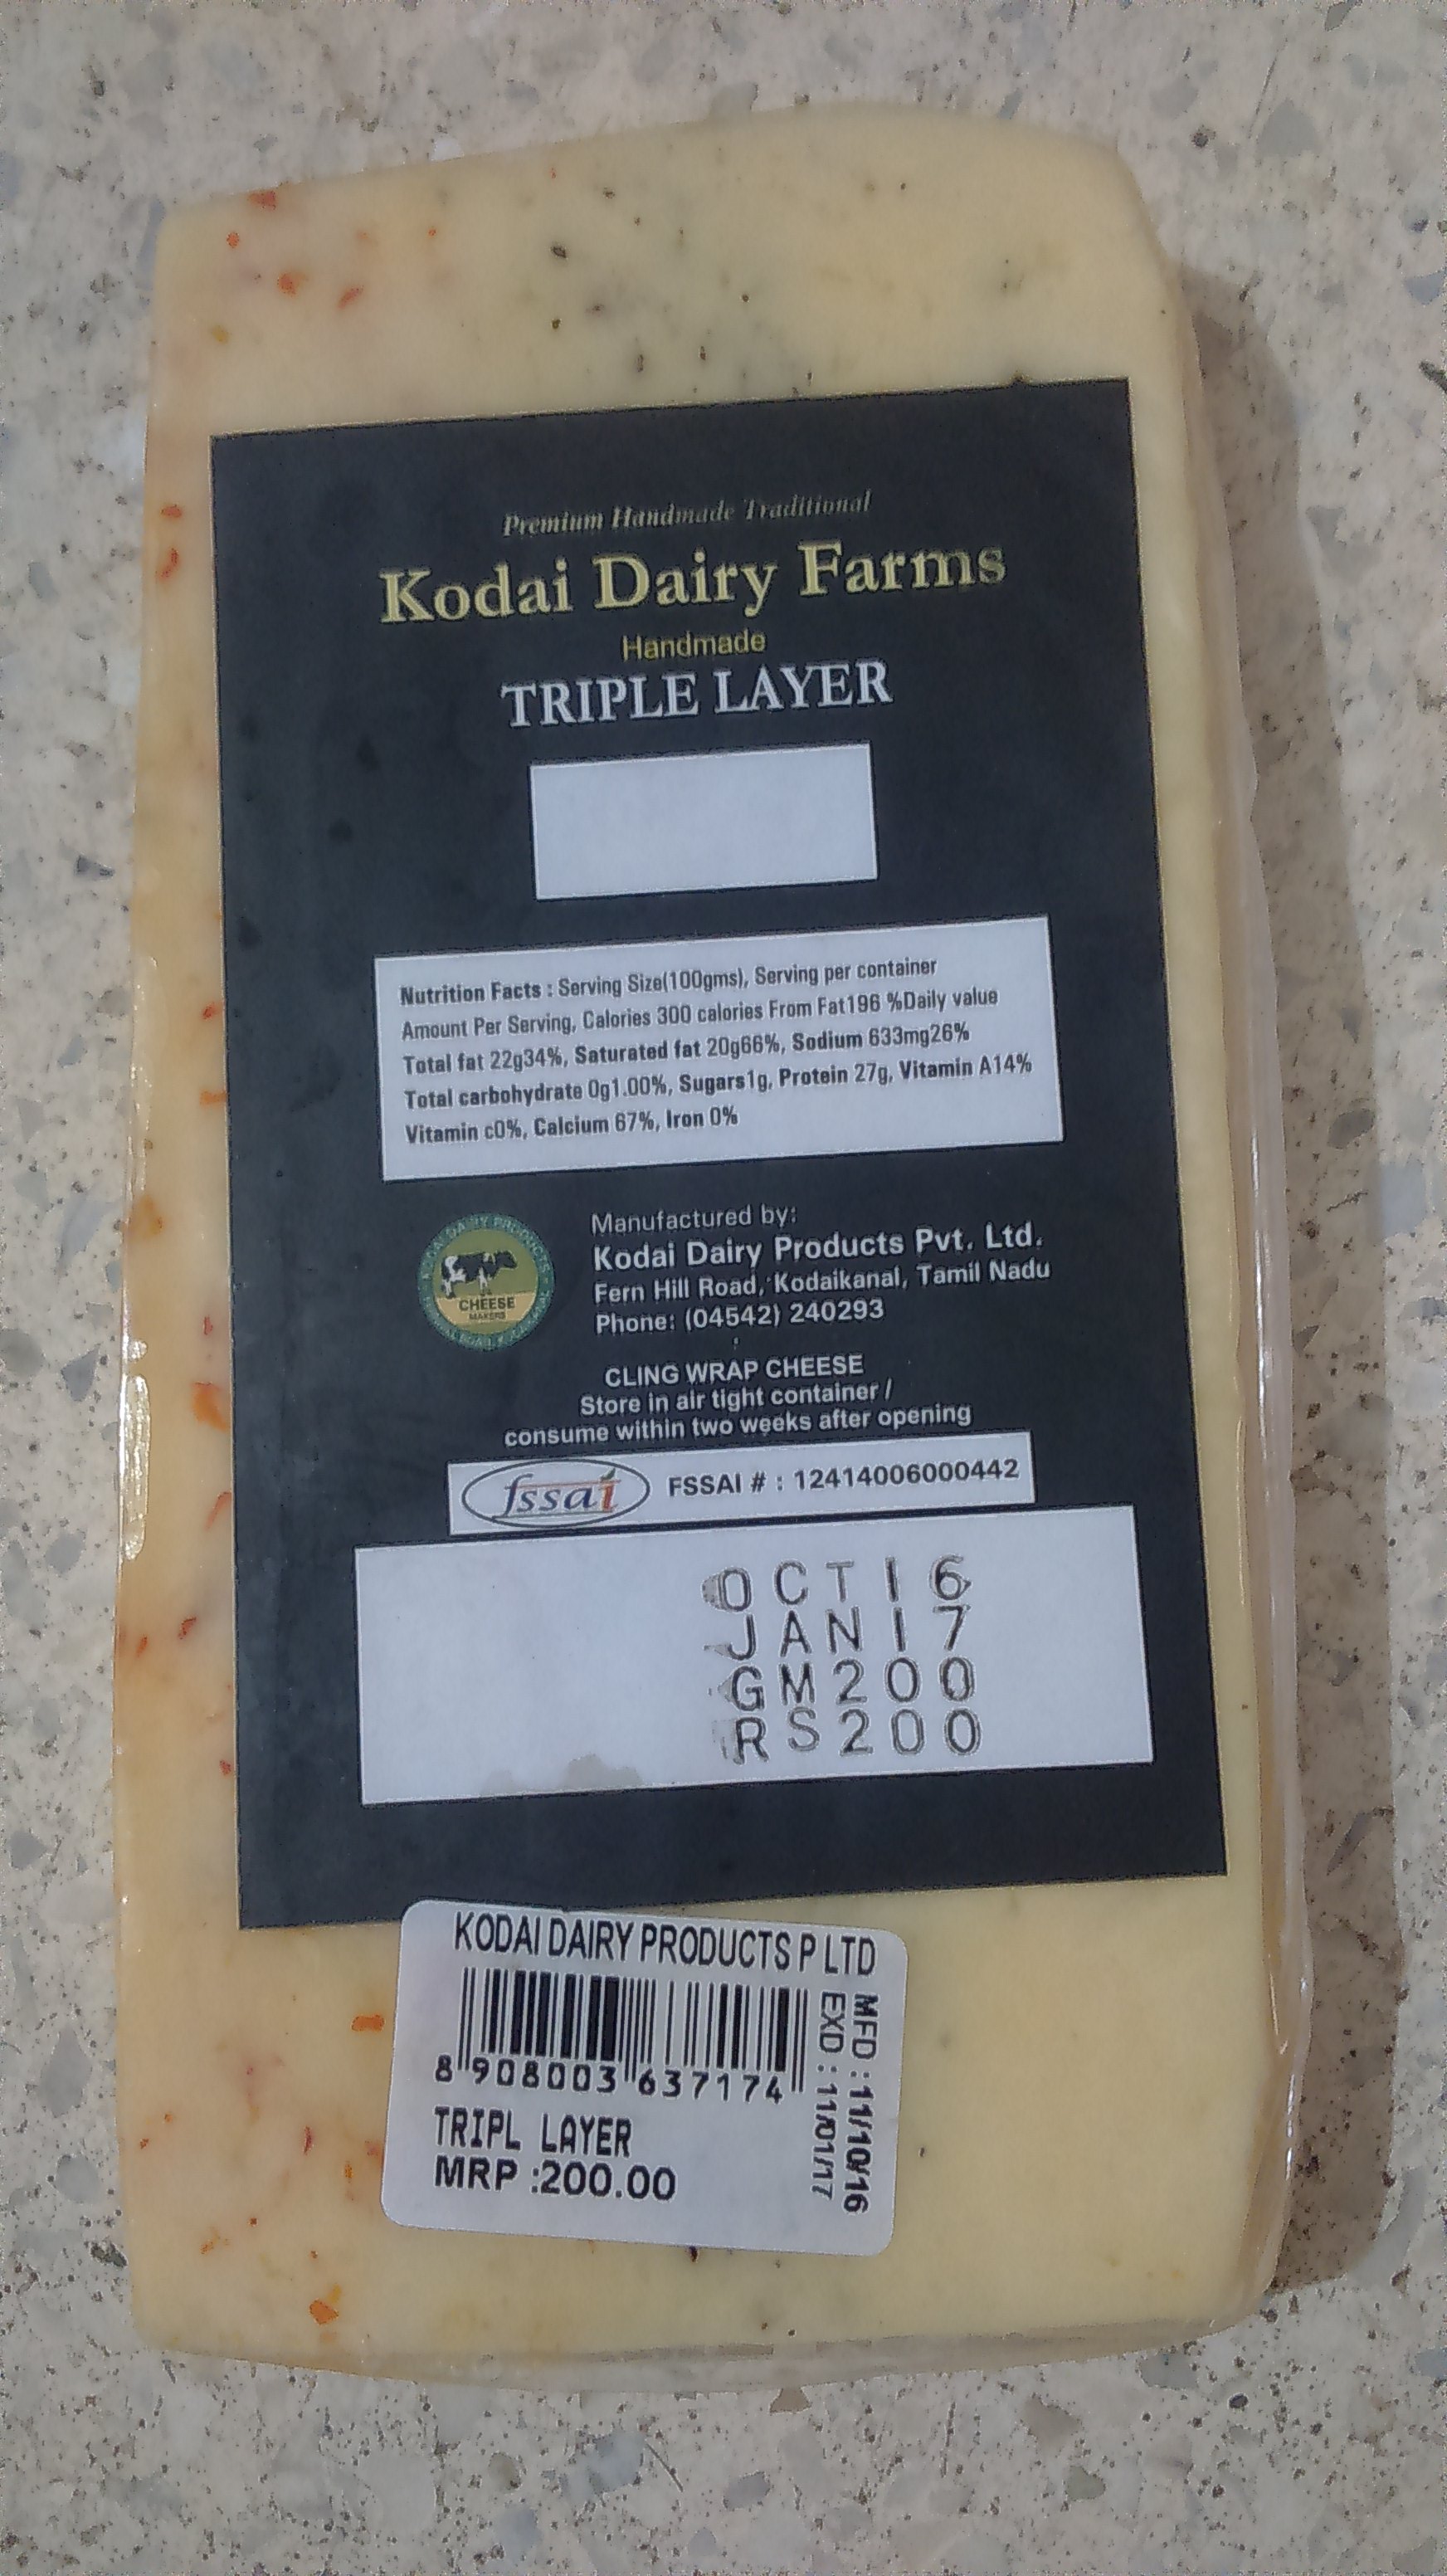 Premium Handmade Traditional
Kodai Dairy Farms
Handmade
TRIPLE LAYER
Nutrition Facts : Serving Size(100gms), Serving per container
Amount Per Serving, Calories 300 calories From Fat196 %Daily value
Total fat 22g34%, Saturated fat 20g66%, Sodium 633mg26%
Total carbohydrate 0g1.00%, Sugars1g, Protein 27g, Vitamin A14%
Vitamin c0%, Calcium 67%, Iron 0%
CHEESE
MAKERS
Manufactured by:
Kodai Dairy Products Pvt. Ltd.
Fern Hill Road, Kodaikanal, Tamil Nadu
Phone: (04542) 240293
CLING WRAP CHEESE
Store in air tight container /
consume within two weeks after opening
fssai FSSAI # : 12414006000442
OCT16
JAN17
GM200
RS200
KODAI DAIRY PRODUCTS P LTD
8 908003 637174
TRIPL LAYER
MRP :200.00
MFD :11/10/16
EXD :11/01/17